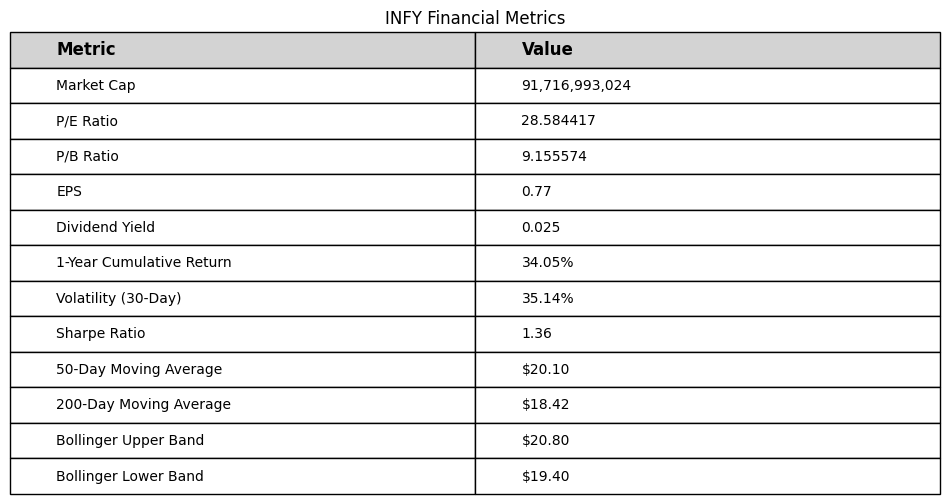 INFY Financial Metrics
Metric Value
Market Cap 91,716,993,024
P/E Ratio 28.584417
P/B Ratio 9.155574
EPS 0.77
Dividend Yield 0.025
1-Year Cumulative Return 34.05%
Volatility (30-Day) 35.14%
Sharpe Ratio 1.36
50-Day Moving Average $20.10
200-Day Moving Average $18.42
Bollinger Upper Band $20.80
Bollinger Lower Band $19.40